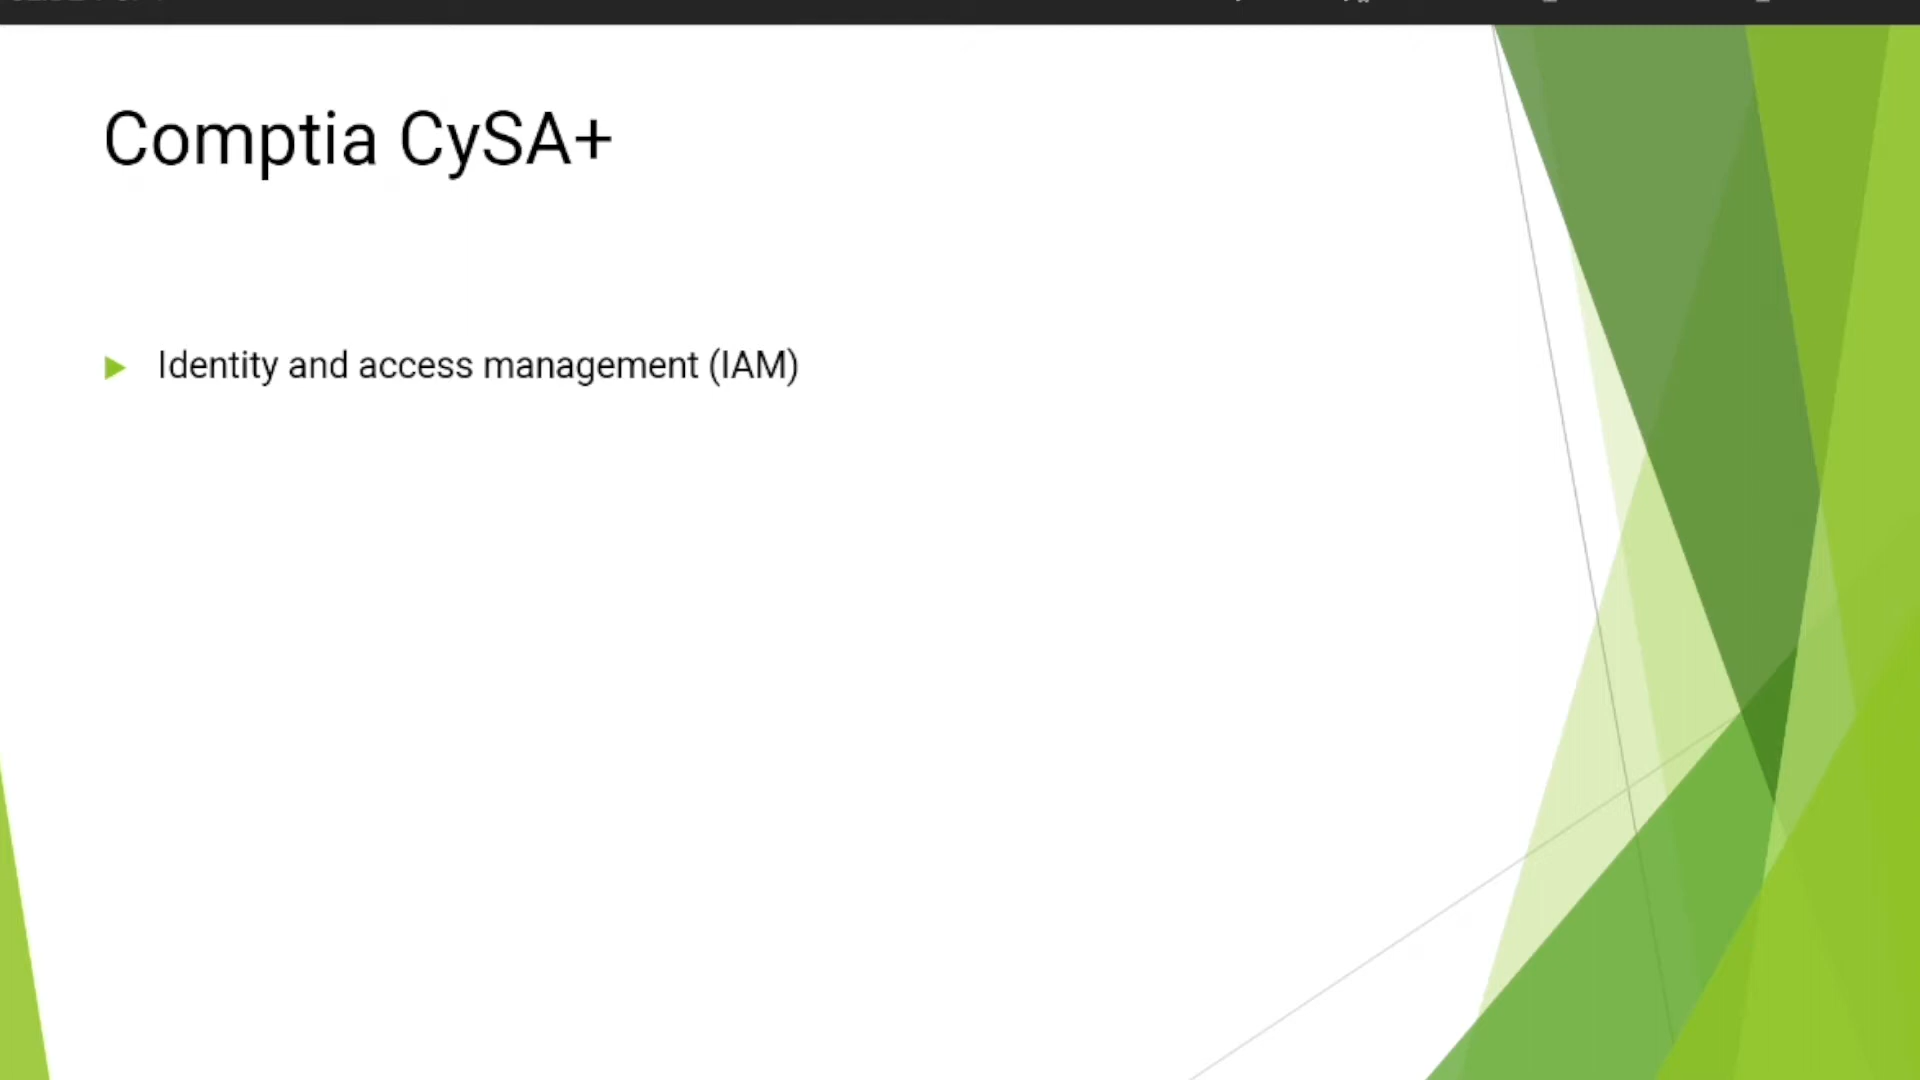 Comptia CySA+
Identity and access management (IAM)